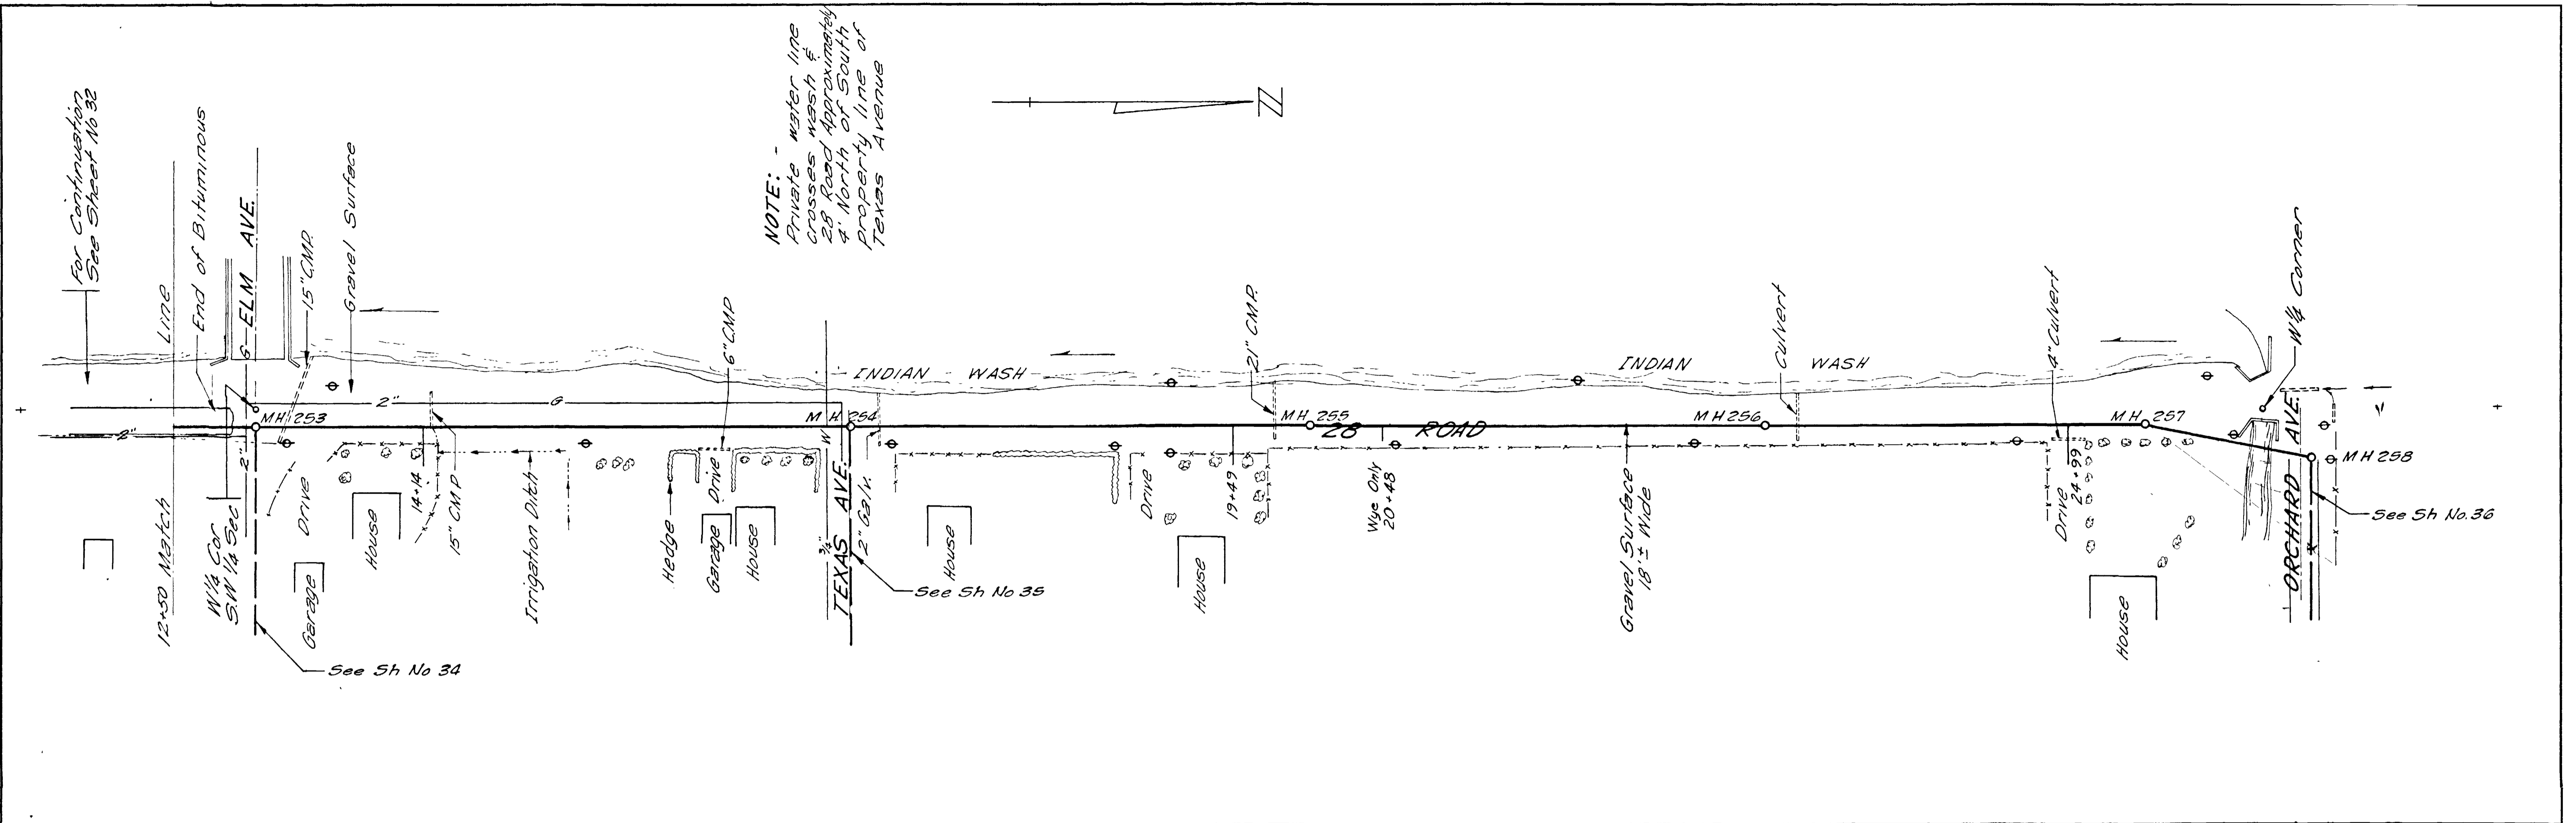 For Continuation
See Sheet No 32
12+50 Match Line
End of Bituminous
G ELM AVE.
15" C.M.P.
Gravel Surface
NOTE: -
Private water line
crosses wash &
28 Road Approximately
4' North of South
property line of
Texas Avenue
N
2"
2"
W 1/4 Cor
S.W 1/4 Sec
MH 253
Drive
Garage
See Sh No 34
House
14+14
15" CMP
2" G
Irrigation Ditch
Hedge
Garage
Drive
6" CMP
House
MH 254
W
3/4"
TEXAS AVE.
2" Galv.
See Sh No 35
House
INDIAN WASH
Drive
House
19+49
21" CMP.
MH 255
28 ROAD
Wye Only
20+48
Gravel Surface
18' ± Wide
INDIAN WASH
MH 256
Culvert
4" Culvert
Drive
24+99
House
MH 257
W 1/4 Corner
ORCHARD AVE.
MH 258
See Sh No. 36